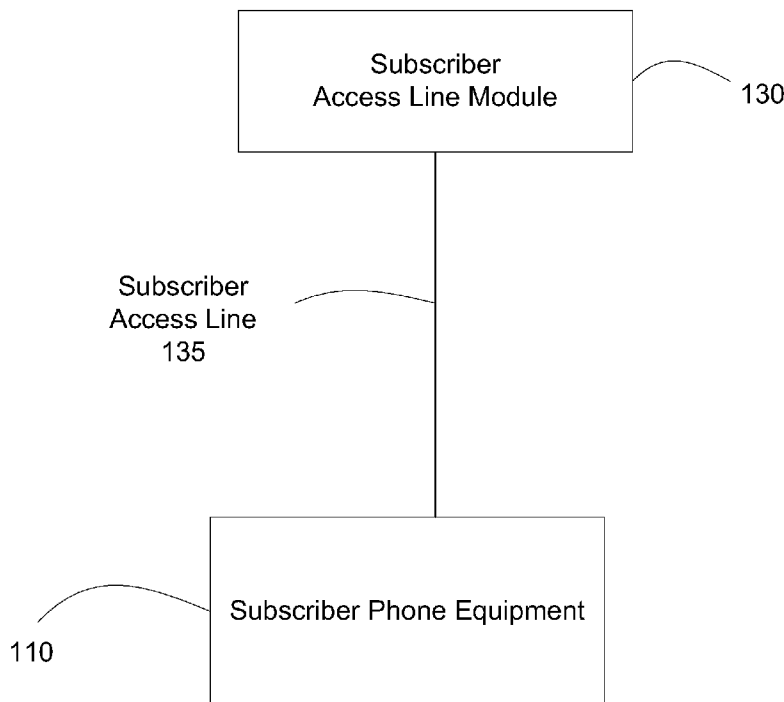 Subscriber
Access Line Module
130
Subscriber
Access Line
135
Subscriber Phone Equipment
110